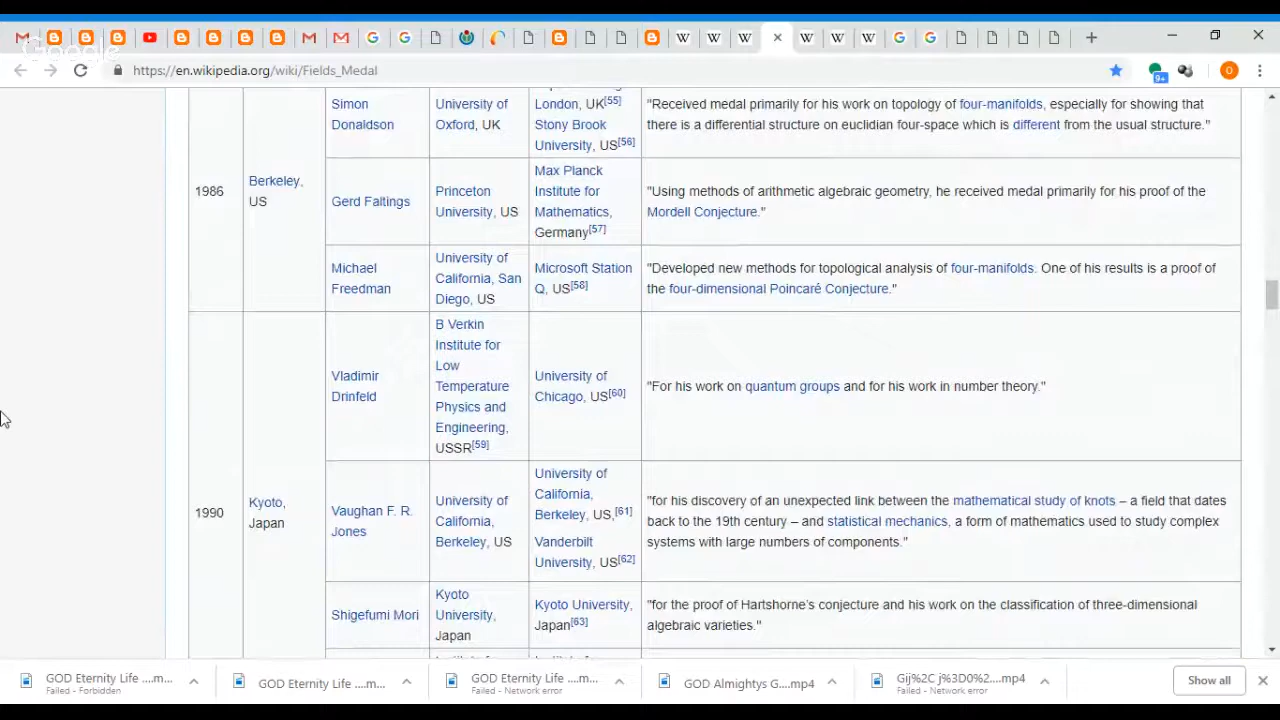 Google
https://en.wikipedia.org/wiki/Fields_Medal
9+
O
Simon
Donaldson
University of
Oxford, UK
London, UK[55]
Stony Brook
University, US[56]
"Received medal primarily for his work on topology of four-manifolds, especially for showing that
there is a differential structure on euclidian four-space which is different from the usual structure."
1986
Berkeley,
US
Gerd Faltings
Princeton
University, US
Max Planck
Institute for
Mathematics,
Germany[57]
"Using methods of arithmetic algebraic geometry, he received medal primarily for his proof of the
Mordell Conjecture."
Michael
Freedman
University of
California, San
Diego, US
Microsoft Station
Q, US[58]
"Developed new methods for topological analysis of four-manifolds. One of his results is a proof of
the four-dimensional Poincaré Conjecture."
1990
Kyoto,
Japan
Vladimir
Drinfeld
B Verkin
Institute for
Low
Temperature
Physics and
Engineering,
USSR[59]
University of
Chicago, US[60]
"For his work on quantum groups and for his work in number theory."
Vaughan F. R.
Jones
University of
California,
Berkeley, US
University of
California,
Berkeley, US,[61]
Vanderbilt
University, US[62]
"for his discovery of an unexpected link between the mathematical study of knots – a field that dates
back to the 19th century – and statistical mechanics, a form of mathematics used to study complex
systems with large numbers of components."
Shigefumi Mori
Kyoto
University,
Japan
Kyoto University,
Japan[63]
"for the proof of Hartshorne's conjecture and his work on the classification of three-dimensional
algebraic varieties."
GOD Eternity Life ....m...
Failed - Forbidden
GOD Eternity Life ....m...
GOD Eternity Life ....m...
Failed - Network error
GOD Almightys G....mp4
Gij%2C j%3D0%2....mp4
Failed - Network error
Show all